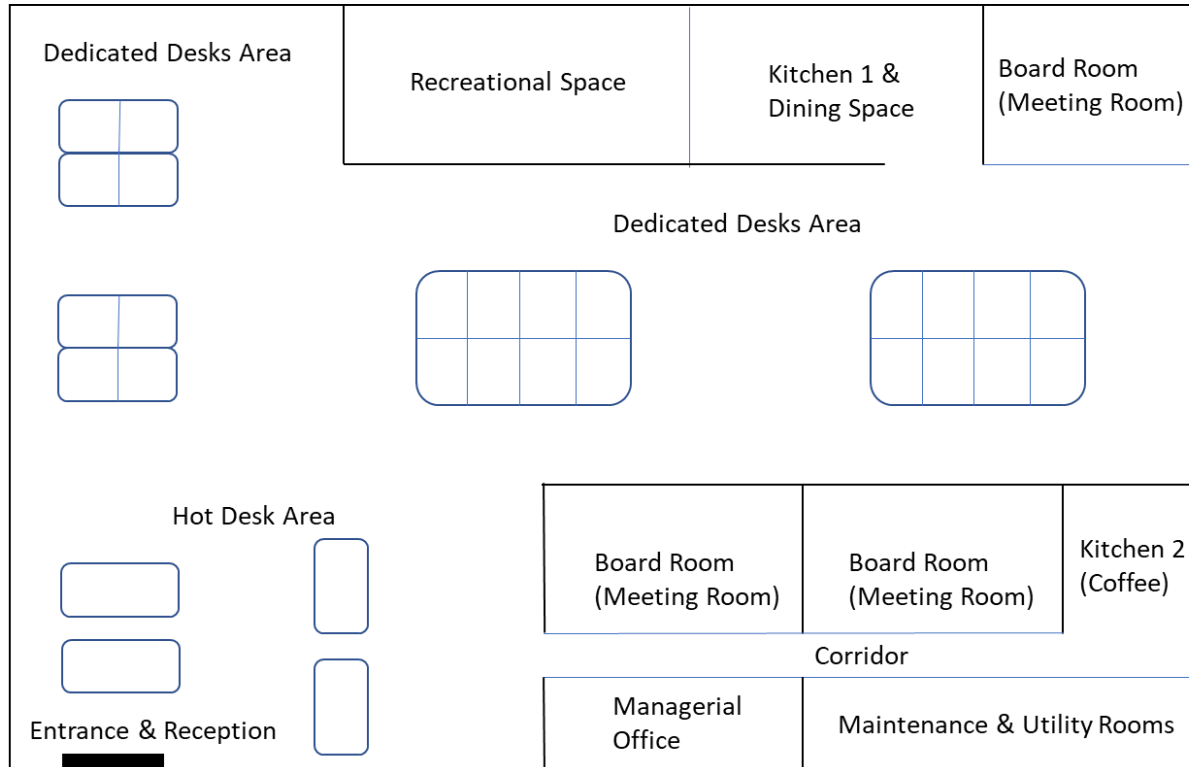 Dedicated Desks Area
Recreational Space
Kitchen 1 &
Dining Space
Board Room
(Meeting Room)
Dedicated Desks Area
Hot Desk Area
Board Room
(Meeting Room)
Board Room
(Meeting Room)
Kitchen 2
(Coffee)
Corridor
Entrance & Reception
Managerial
Office
Maintenance & Utility Rooms